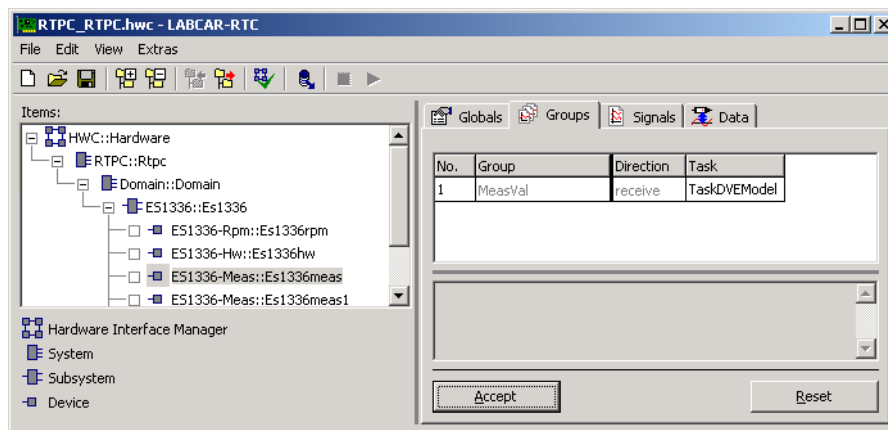 RTPC_RTPC.hwc - LABCAR-RTC
File Edit View Extras
Items:
HWC::Hardware
RTPC::Rtpc
Domain::Domain
ES1336::Es1336
ES1336-Rpm::Es1336rpm
ES1336-Hw::Es1336hw
ES1336-Meas::Es1336meas
ES1336-Meas::Es1336meas1
Hardware Interface Manager
System
Subsystem
Device
Globals Groups Signals Data
No. Group Direction Task
1 MeasVal receive TaskDVEModel
Accept Reset